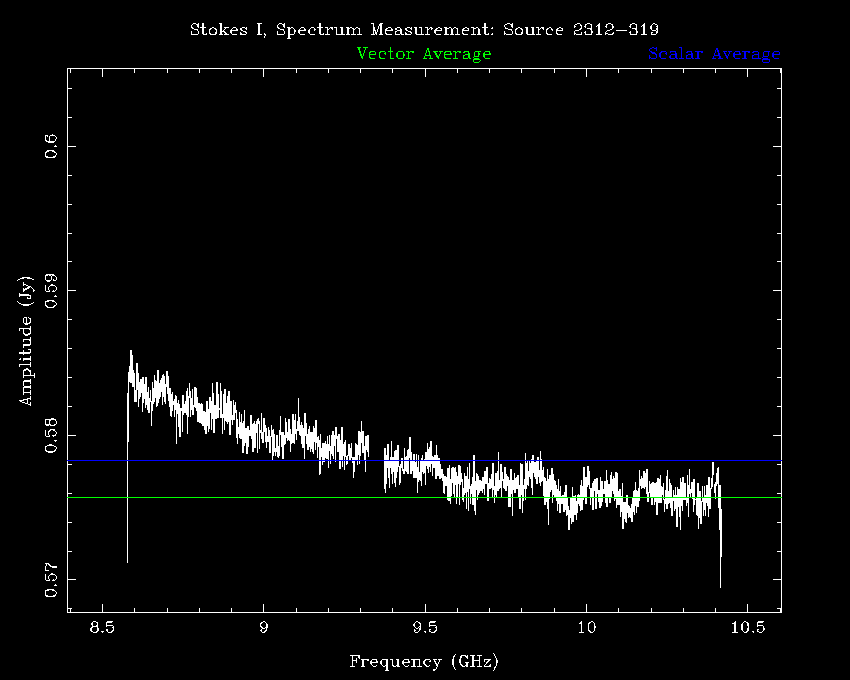 Stokes I, Spectrum Measurement: Source 2312-319
Vector Average Scalar Average
0.6
0.59
0.58
0.57
Amplitude (Jy)
8.5 9 9.5 10 10.5
Frequency (GHz)